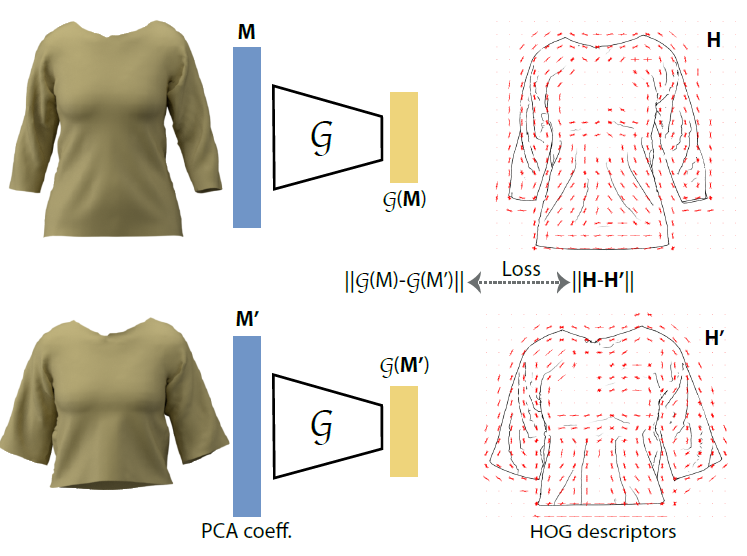 M
H
𝒢
𝒢(M)
||𝒢(M)-𝒢(M′)||
Loss
||H-H′||
M′
H′
𝒢(M′)
𝒢
PCA coeff.
HOG descriptors